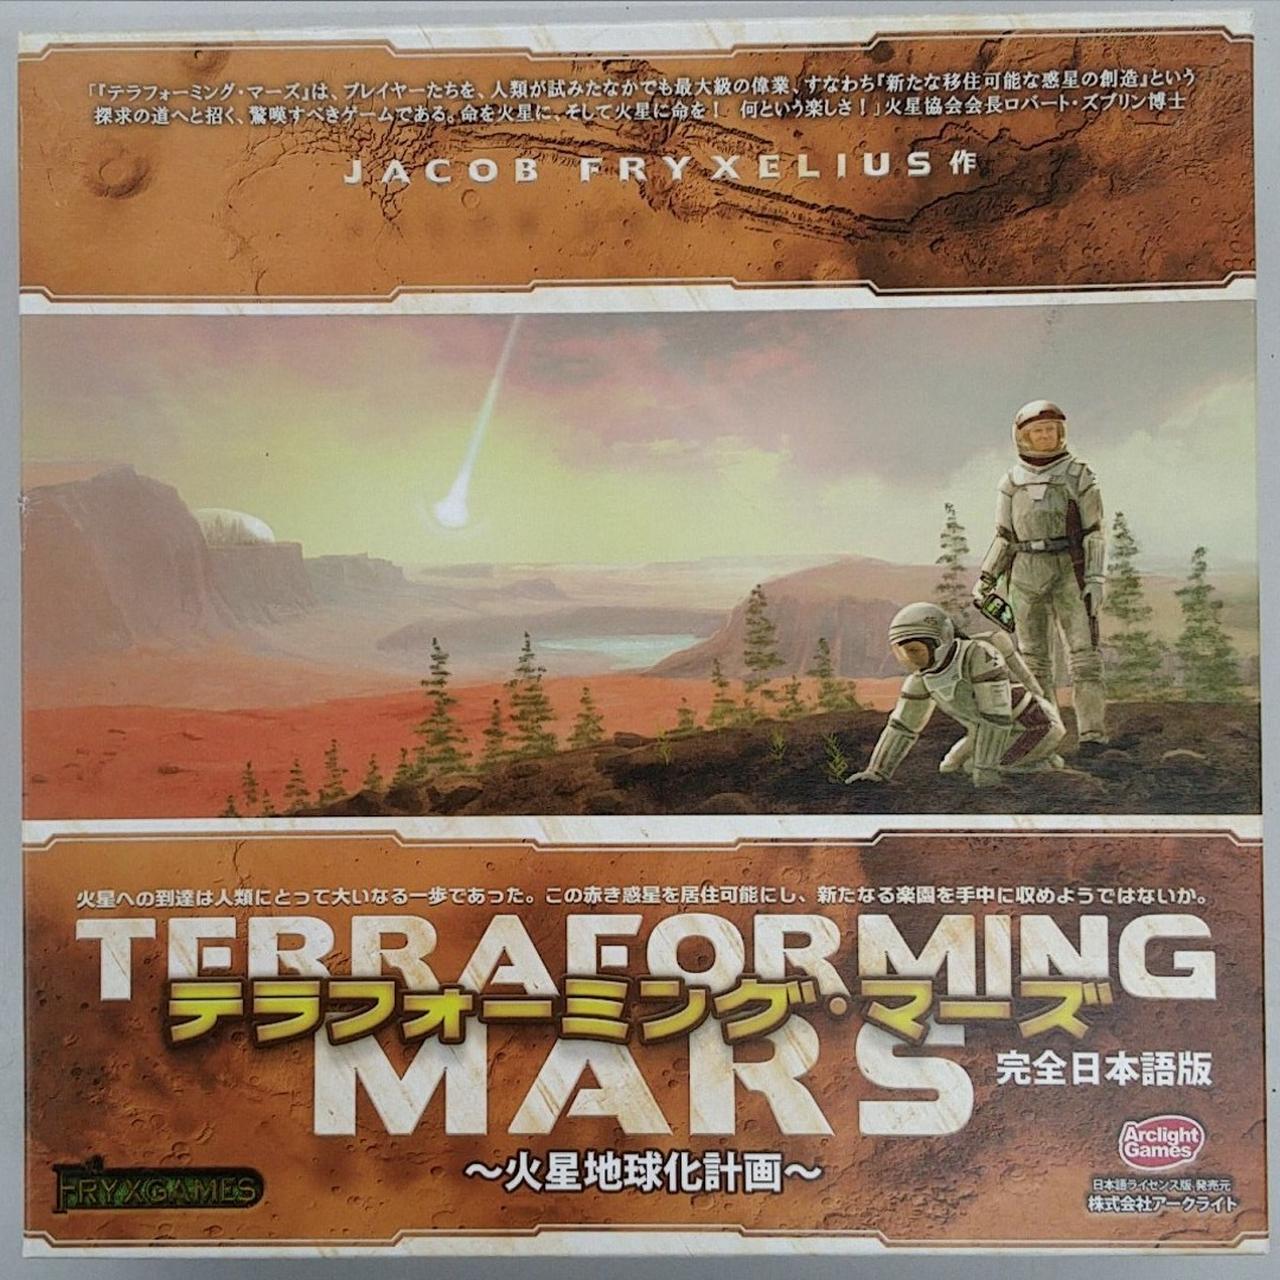 「『テラフォーミング・マーズ』は、プレイヤーたちを、人類が試みたなかでも最大級の偉業、すなわち『新たな移住可能な惑星の創造』という
探求の道へと招く、驚嘆すべきゲームである。命を火星に、そして火星に命を！ 何という楽しさ！」火星協会会長ロバート・ズブリン博士
JACOB FRYXELIUS作
火星への到達は人類にとって大いなる一歩であった。この赤き惑星を居住可能にし、新たなる楽園を手中に収めようではないか。
TERRAFORMING
テラフォーミング・マーズ
MARS
完全日本語版
～火星地球化計画～
FRYXGAMES
Arclight
Games
日本語ライセンス版 発売元
株式会社アークライト